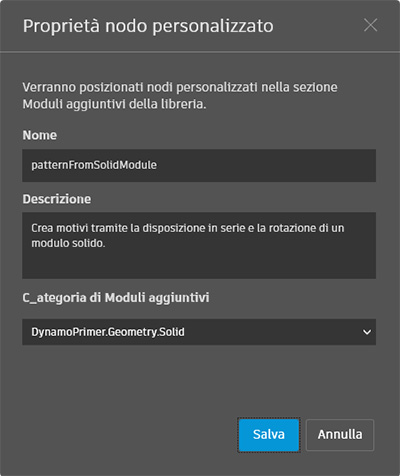 Proprietà nodo personalizzato
Verranno posizionati nodi personalizzati nella sezione
Moduli aggiuntivi della libreria.
Nome
patternFromSolidModule
Descrizione
Crea motivi tramite la disposizione in serie e la rotazione di un
modulo solido.
C_ategoria di Moduli aggiuntivi
DynamoPrimer.Geometry.Solid
Salva
Annulla